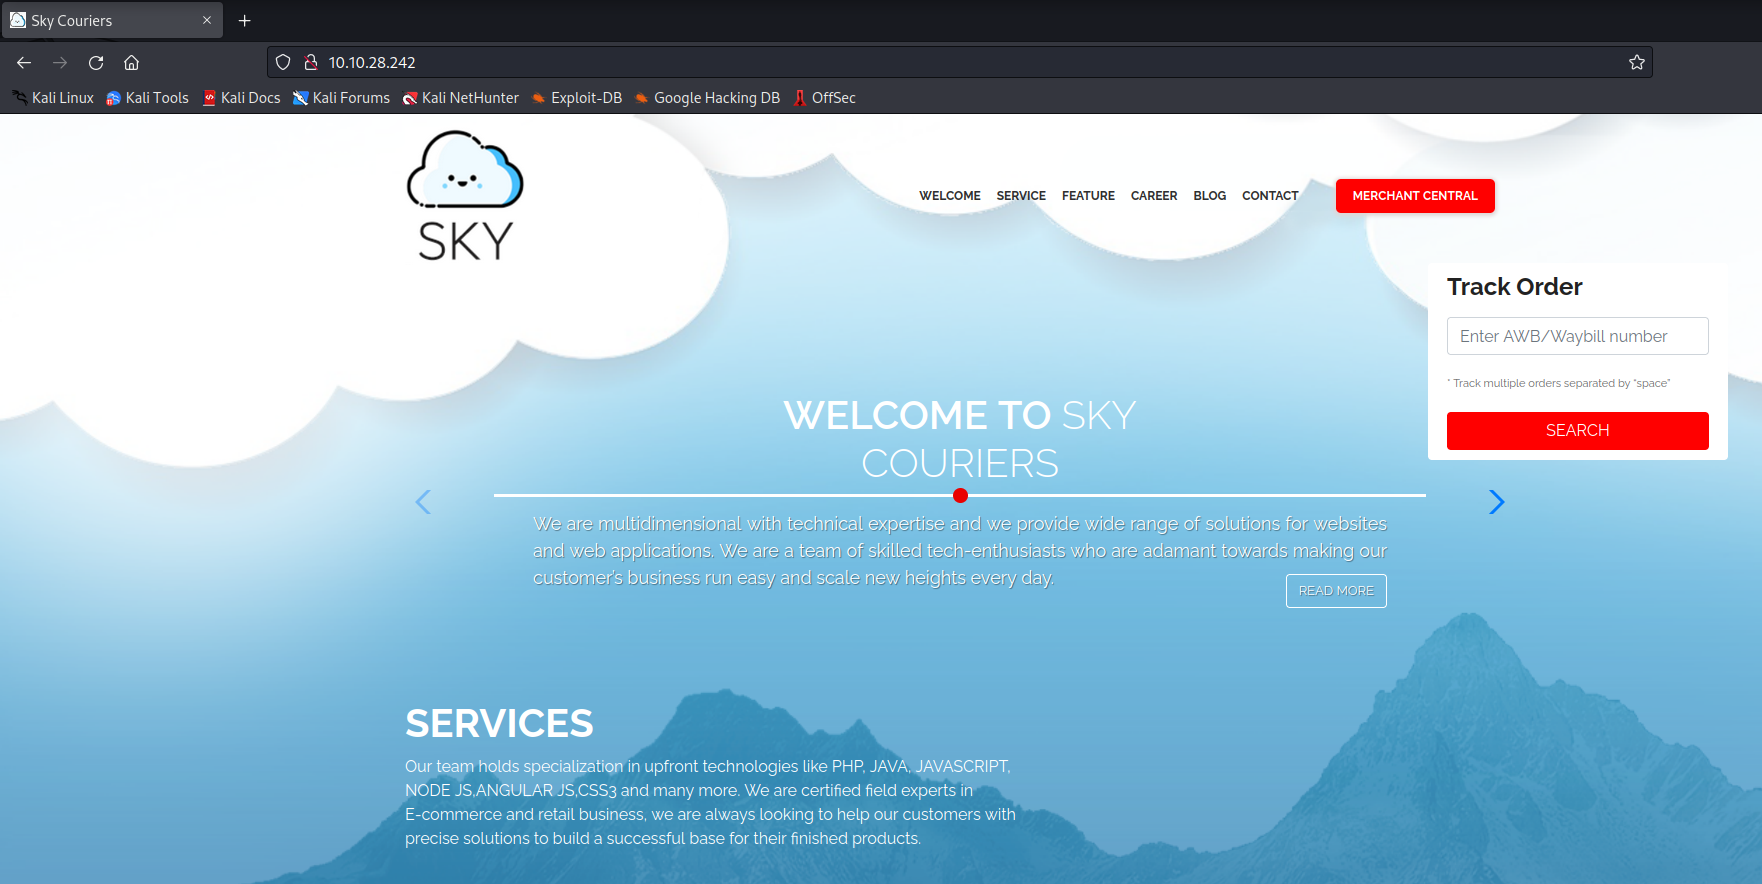 Sky Couriers
10.10.28.242
Kali Linux Kali Tools Kali Docs Kali Forums Kali NetHunter Exploit-DB Google Hacking DB OffSec
SKY
WELCOME SERVICE FEATURE CAREER BLOG CONTACT MERCHANT CENTRAL
Track Order
Enter AWB/Waybill number
* Track multiple orders separated by “space”
SEARCH
WELCOME TO SKY
COURIERS
We are multidimensional with technical expertise and we provide wide range of solutions for websites
and web applications. We are a team of skilled tech-enthusiasts who are adamant towards making our
customer's business run easy and scale new heights every day.
READ MORE
SERVICES
Our team holds specialization in upfront technologies like PHP, JAVA, JAVASCRIPT,
NODE JS,ANGULAR JS,CSS3 and many more. We are certified field experts in
E-commerce and retail business, we are always looking to help our customers with
precise solutions to build a successful base for their finished products.